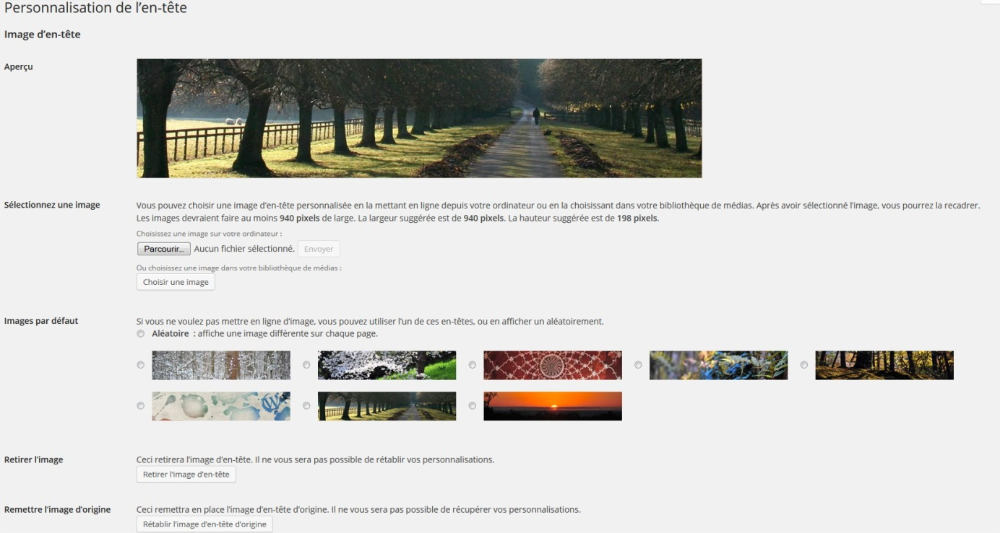 Personnalisation de l'en-tête
Image d'en-tête
Aperçu
Sélectionnez une image
Vous pouvez choisir une image d'en-tête personnalisée en la mettant en ligne depuis votre ordinateur ou en la choisissant dans votre bibliothèque de médias. Après avoir sélectionné l'image, vous pourrez la recadrer.
Les images devraient faire au moins 940 pixels de large. La largeur suggérée est de 940 pixels. La hauteur suggérée est de 198 pixels.
Choisissez une image sur votre ordinateur :
Parcourir... Aucun fichier sélectionné. Envoyer
Ou choisissez une image dans votre bibliothèque de médias :
Choisir une image
Images par défaut
Si vous ne voulez pas mettre en ligne d'image, vous pouvez utiliser l'un de ces en-têtes, ou en afficher un aléatoirement.
Aléatoire : affiche une image différente sur chaque page.
Retirer l'image
Ceci retirera l'image d'en-tête. Il ne vous sera pas possible de rétablir vos personnalisations.
Retirer l'image d'en-tête
Remettre l'image d'origine
Ceci remettra en place l'image d'en-tête d'origine. Il ne vous sera pas possible de récupérer vos personnalisations.
Rétablir l'image d'en-tête d'origine